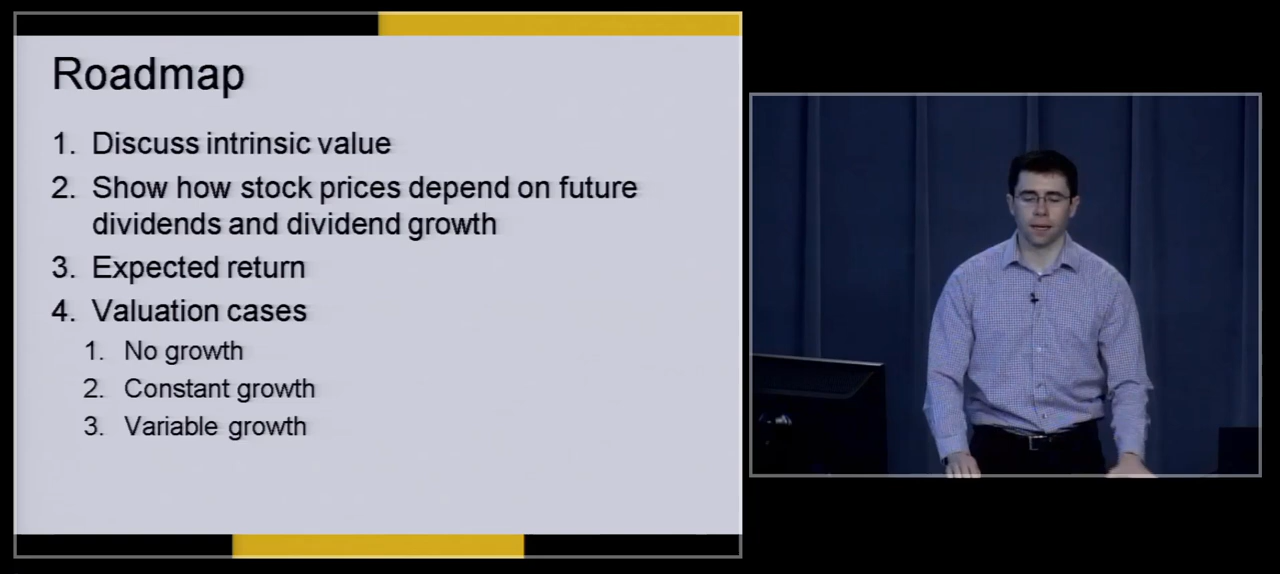 Roadmap
1. Discuss intrinsic value
2. Show how stock prices depend on future
dividends and dividend growth
3. Expected return
4. Valuation cases
1. No growth
2. Constant growth
3. Variable growth